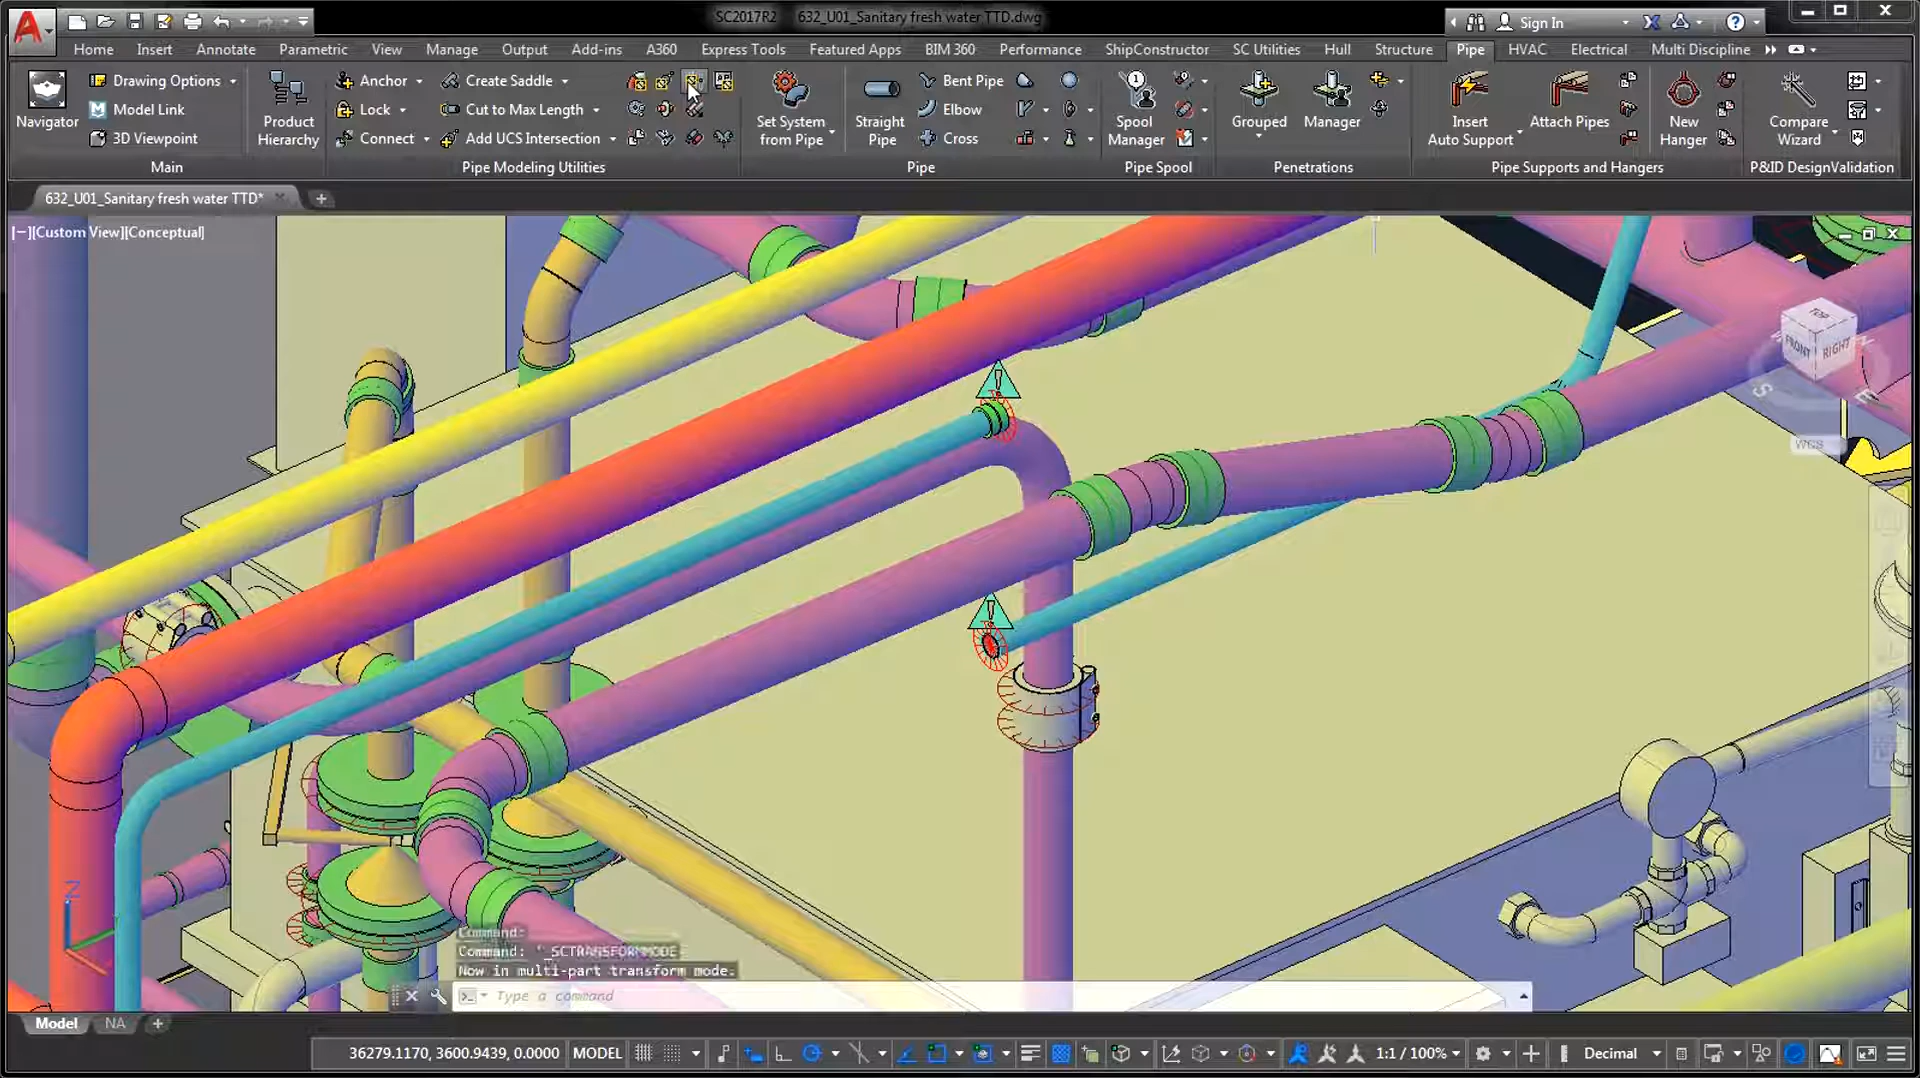 SC2017R2 632_U01_Sanitary fresh water TTD.dwg
Sign In
Home Insert Annotate Parametric View Manage Output Add-ins A360 Express Tools Featured Apps BIM 360 Performance ShipConstructor SC Utilities Hull Structure Pipe HVAC Electrical Multi Discipline
Navigator
Drawing Options
Model Link
3D Viewpoint
Main
Product
Hierarchy
Anchor
Lock
Connect
Create Saddle
Cut to Max Length
Add UCS Intersection
Pipe Modeling Utilities
Set System
from Pipe
Straight
Pipe
Bent Pipe
Elbow
Cross
Pipe
Spool
Manager
Pipe Spool
Grouped
Manager
Penetrations
Insert
Auto Support
Attach Pipes
New
Hanger
Pipe Supports and Hangers
Compare
Wizard
P&ID DesignValidation
632_U01_Sanitary fresh water TTD*
[−][Custom View][Conceptual]
TOP
FRONT
RIGHT
S
E
WCS
Z
Command:
Command: '_SCTRANSFORMMODE
Now in multi-part transform mode.
Type a command
Model NA
36279.1170, 3600.9439, 0.0000 MODEL 1:1 / 100% Decimal